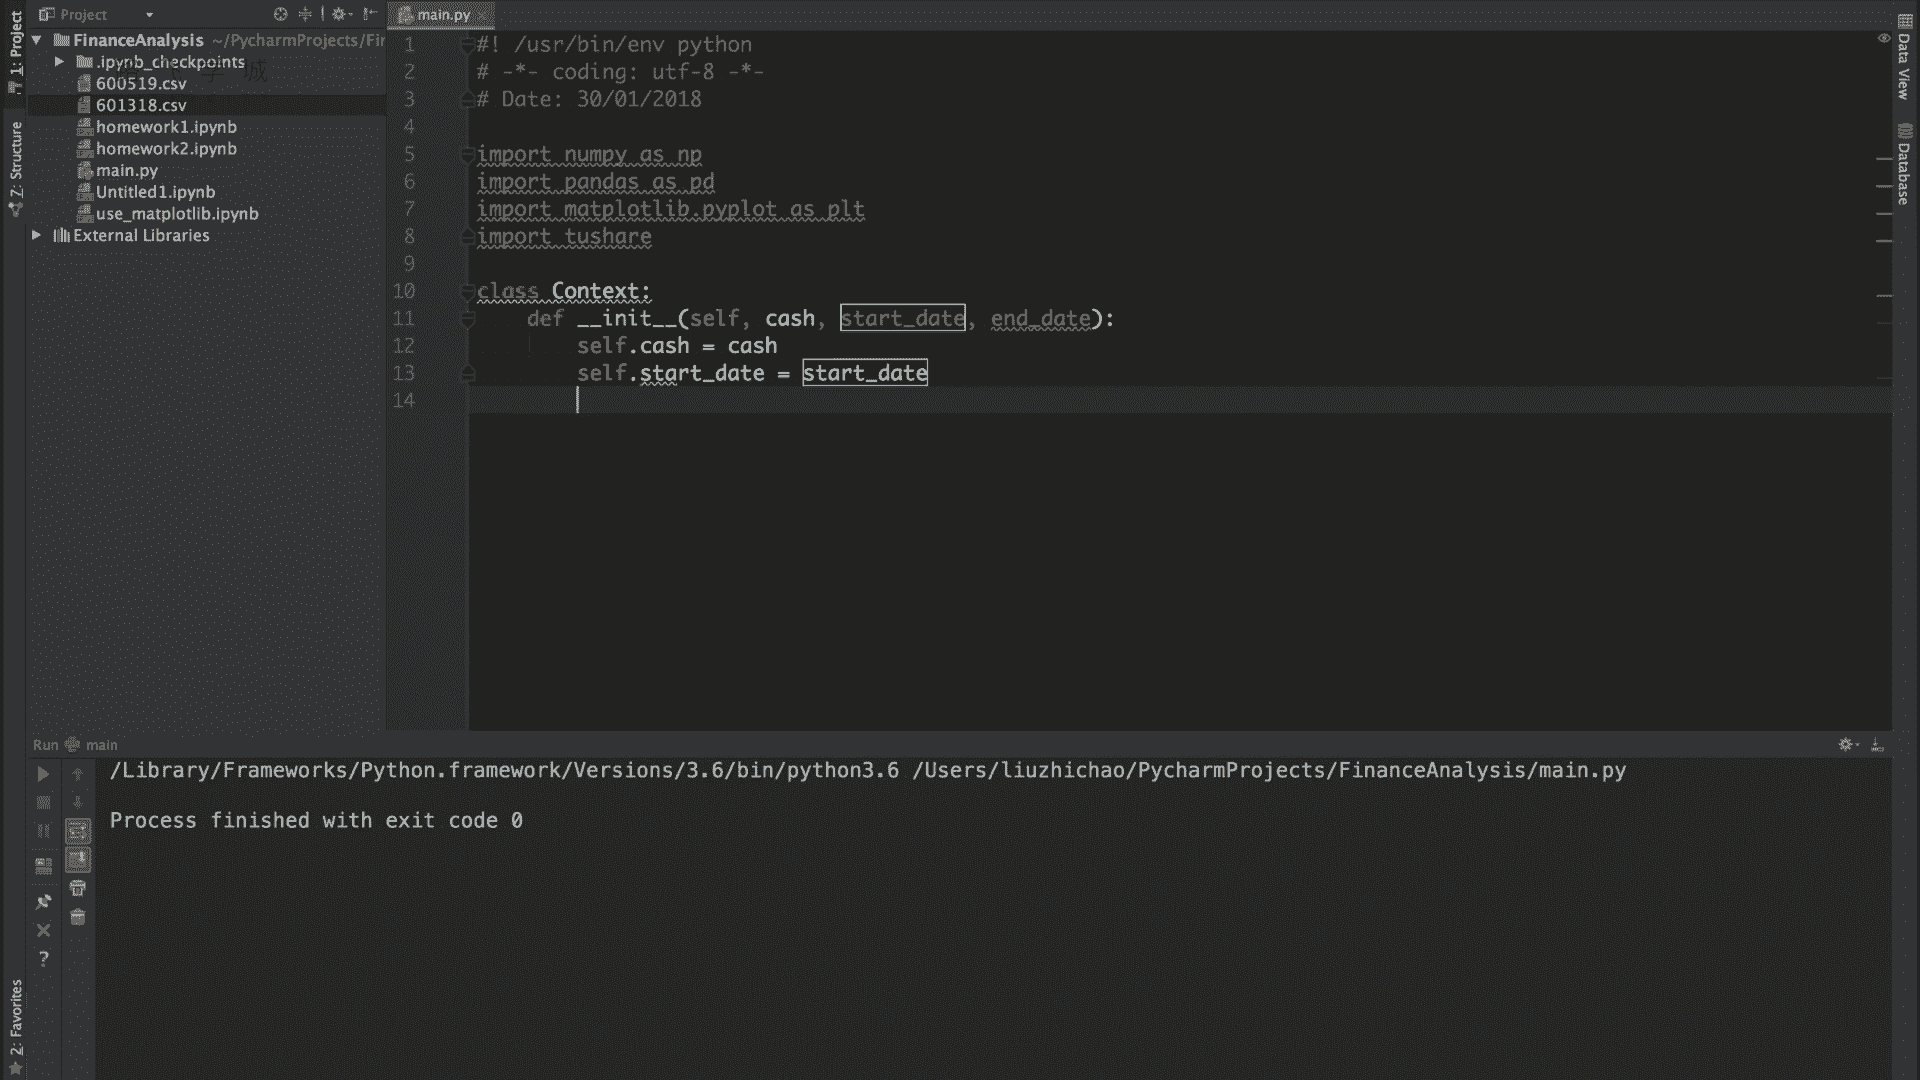 1: Project
Project
main.py
FinanceAnalysis ~/PycharmProjects/Fir
.ipynb_checkpoints
600519.csv
601318.csv
homework1.ipynb
homework2.ipynb
main.py
Untitled1.ipynb
use_matplotlib.ipynb
External Libraries
7: Structure
2: Favorites
1 #! /usr/bin/env python
2 # -*- coding: utf-8 -*-
3 # Date: 30/01/2018
4
5 import numpy as np
6 import pandas as pd
7 import matplotlib.pyplot as plt
8 import tushare
9
10 class Context:
11 def __init__(self, cash, start_date, end_date):
12 self.cash = cash
13 self.start_date = start_date
14
Data View
Database
Run main
/Library/Frameworks/Python.framework/Versions/3.6/bin/python3.6 /Users/liuzhichao/PycharmProjects/FinanceAnalysis/main.py
Process finished with exit code 0